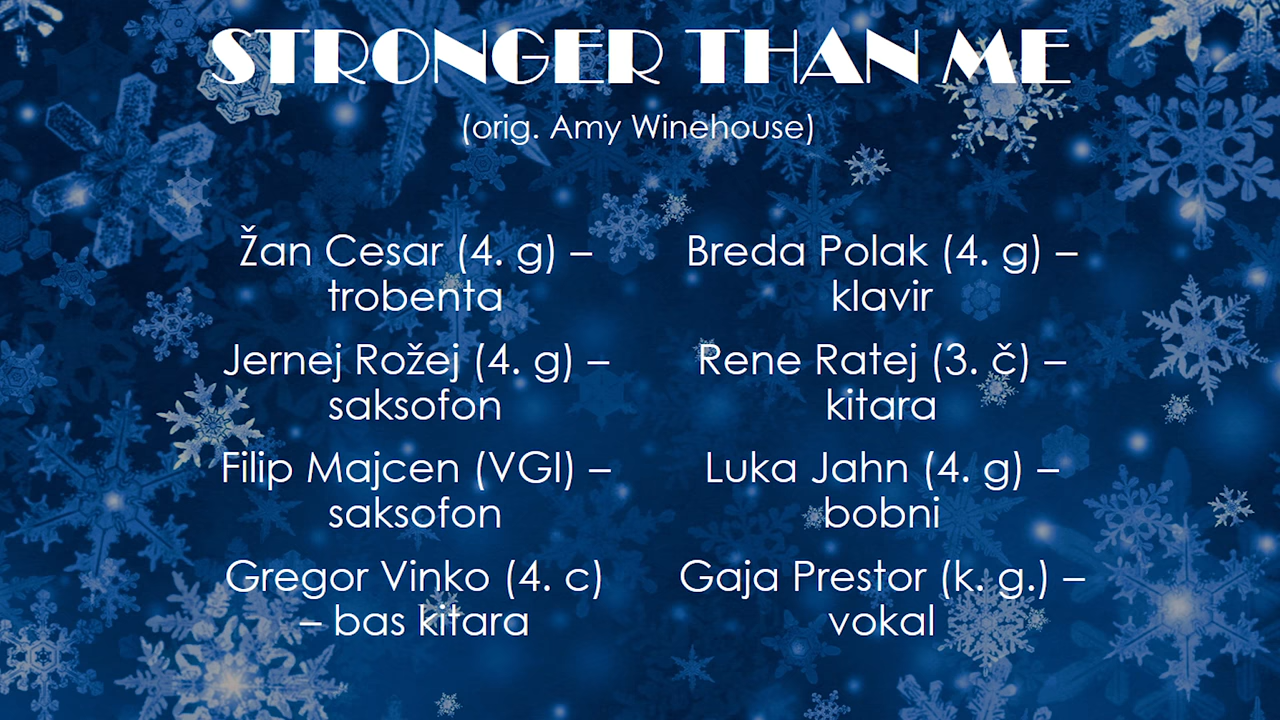 STRONGER THAN ME
(orig. Amy Winehouse)
Žan Cesar (4. g) –
trobenta
Jernej Rožej (4. g) –
saksofon
Filip Majcen (VGI) –
saksofon
Gregor Vinko (4. c)
– bas kitara
Breda Polak (4. g) –
klavir
Rene Ratej (3. č) –
kitara
Luka Jahn (4. g) –
bobni
Gaja Prestor (k. g.) –
vokal